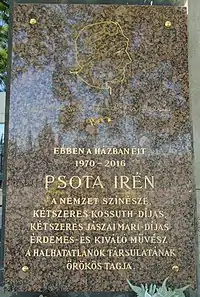 EBBEN A HÁZBAN ÉLT
1970 - 2016
PSOTA IRÉN
A NEMZET SZÍNÉSZE
KÉTSZERES KOSSUTH-DÍJAS,
KÉTSZERES JÁSZAI MARI-DÍJAS
ÉRDEMES- ÉS KIVÁLÓ MŰVÉSZ
A HALHATATLANOK TÁRSULATÁNAK
ÖRÖKÖS TAGJA